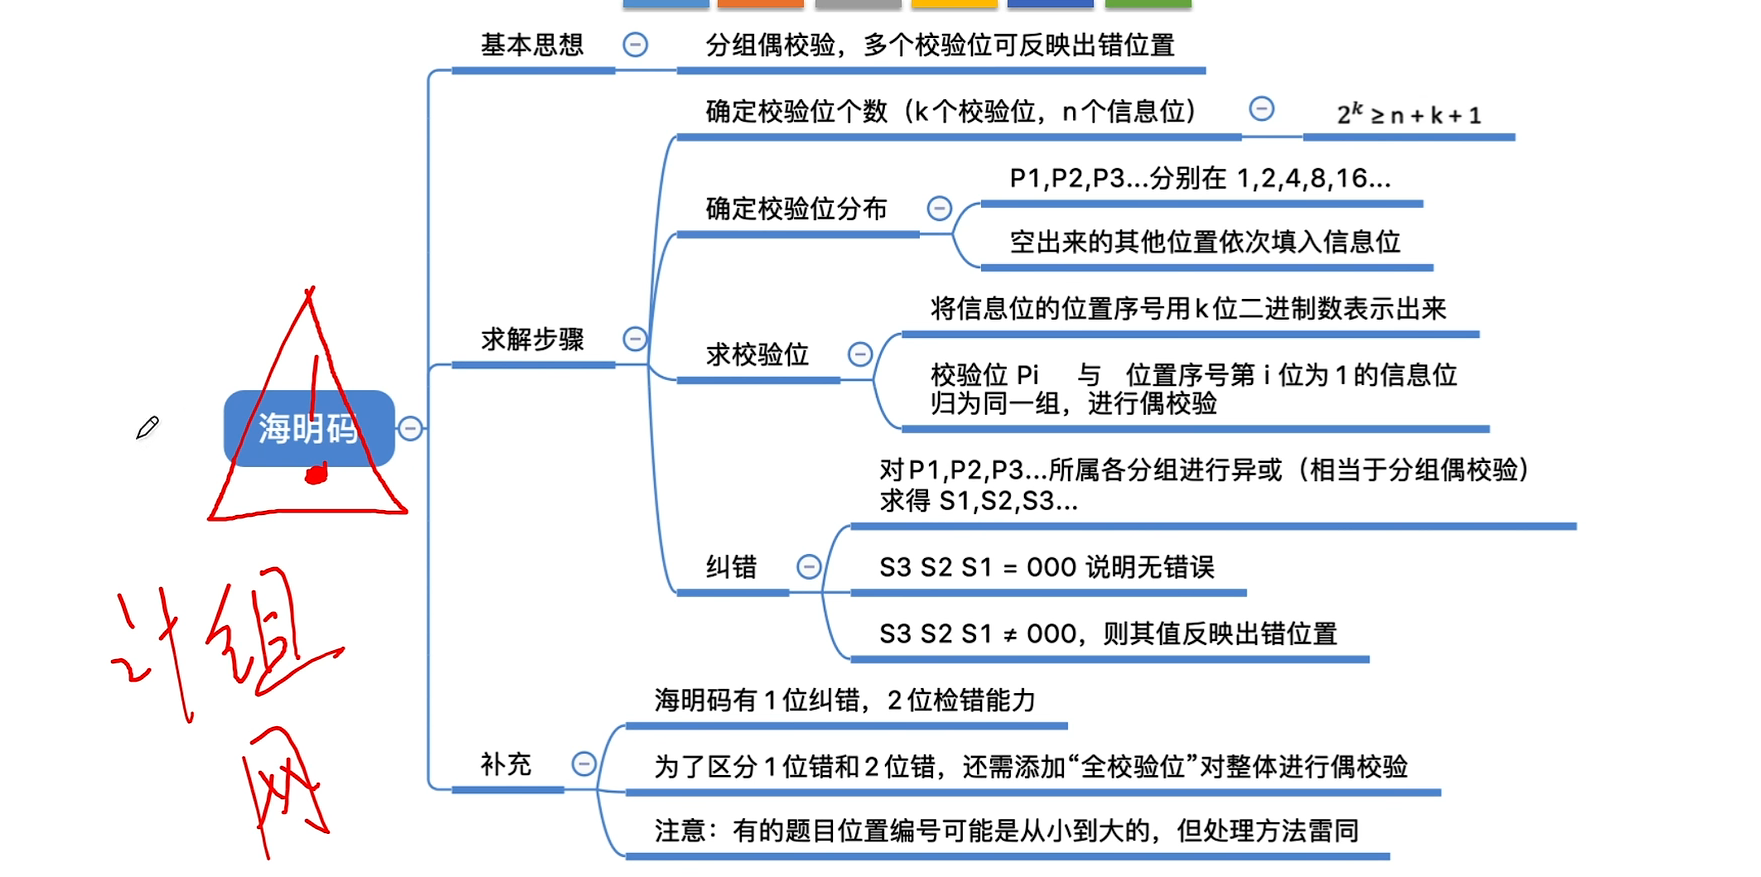 基本思想
分组偶校验，多个校验位可反映出错位置
确定校验位个数（k个校验位，n个信息位）
2^k ≥ n + k + 1
确定校验位分布
P1,P2,P3...分别在 1,2,4,8,16...
空出来的其他位置依次填入信息位
求解步骤
求校验位
将信息位的位置序号用k位二进制数表示出来
校验位 Pi 与 位置序号第 i 位为1的信息位
归为同一组，进行偶校验
海明码
纠错
对P1,P2,P3...所属各分组进行异或（相当于分组偶校验）
求得 S1,S2,S3...
S3 S2 S1 = 000 说明无错误
S3 S2 S1 ≠ 000，则其值反映出错位置
计组
网
补充
海明码有1位纠错，2位检错能力
为了区分1位错和2位错，还需添加“全校验位”对整体进行偶校验
注意：有的题目位置编号可能是从小到大的，但处理方法雷同